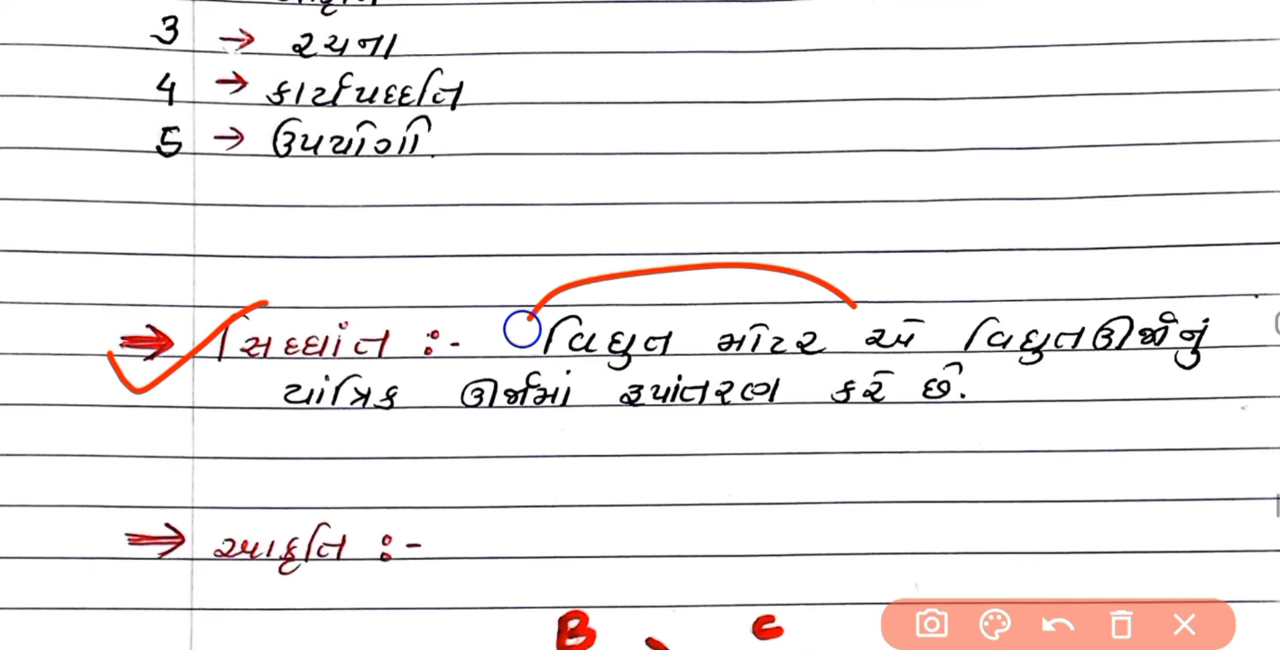 3 → રચના
4 → કાર્યપદ્ધતિ
5 → ઉપયોગો.
⇒ સિદ્ધાંત :- વિદ્યુત મોટર એ વિદ્યુતઊર્જાનું
યાંત્રિક ઊર્જામાં રૂપાંતરણ કરે છે.
⇒ આકૃતિ :-
B C